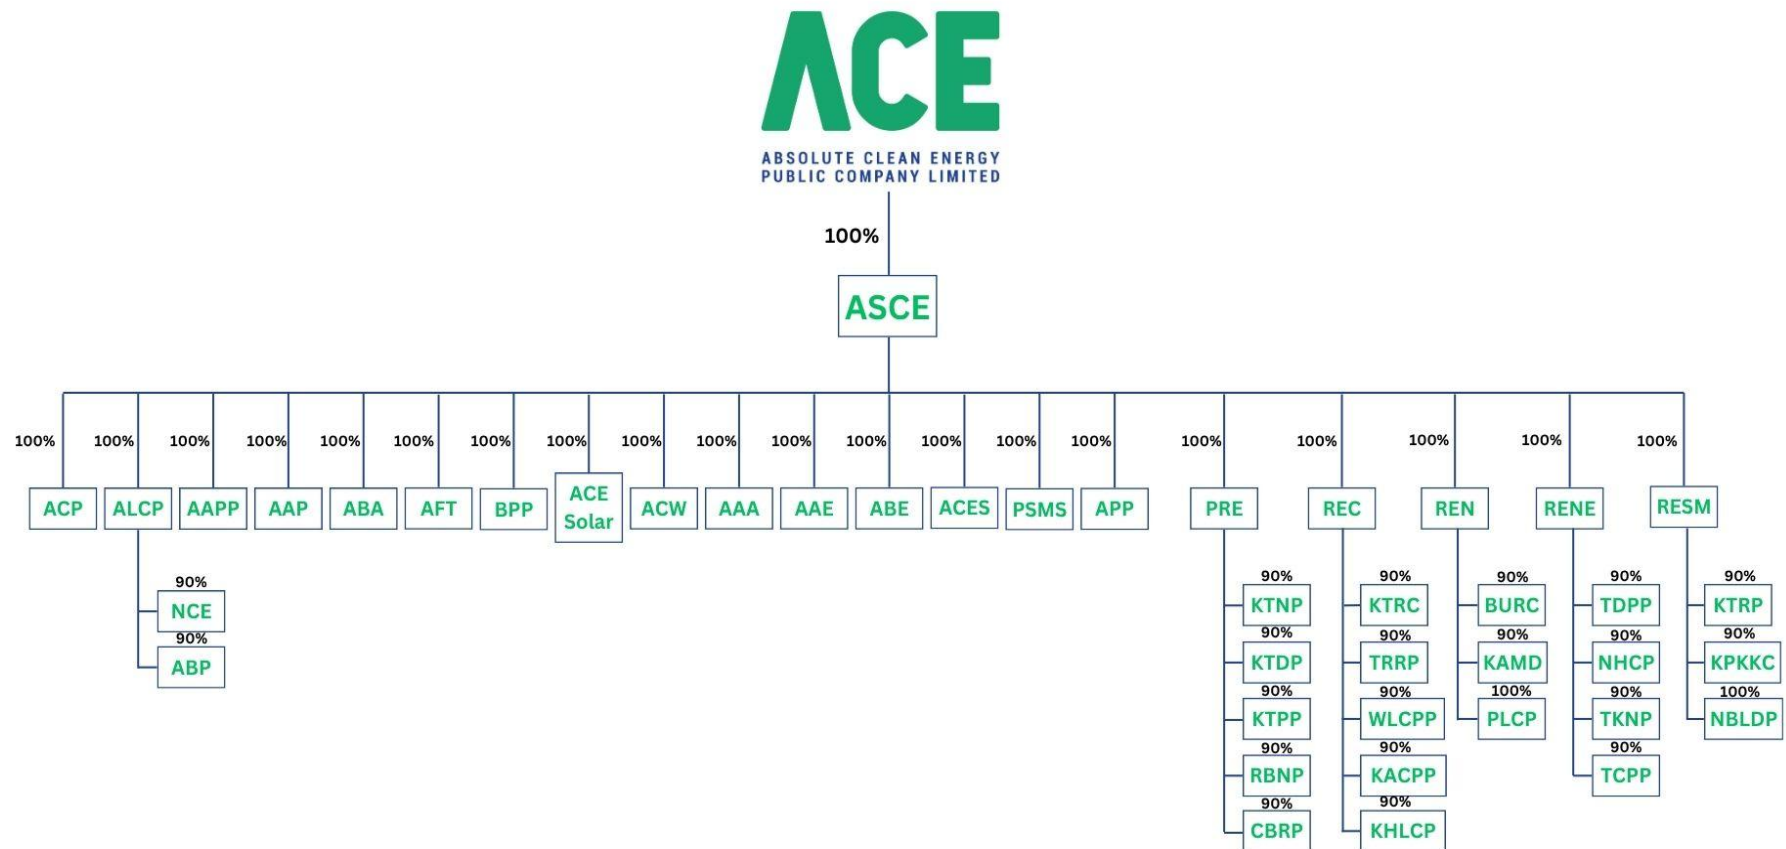 ACE
ABSOLUTE CLEAN ENERGY
PUBLIC COMPANY LIMITED
100%
ASCE
100% 100% 100% 100% 100% 100% 100% 100% 100% 100% 100% 100% 100% 100% 100% 100% 100% 100% 100% 100%
ACP ALCP AAPP AAP ABA AFT BPP ACE Solar ACW AAA AAE ABE ACES PSMS APP PRE REC REN RENE RESM
90%
NCE
90%
ABP
90%
KTNP
90%
KTDP
90%
KTPP
90%
RBNP
90%
CBRP
90%
KTRC
90%
TRRP
90%
WLCPP
90%
KACPP
90%
KHLCP
90%
BURC
90%
KAMD
100%
PLCP
90%
TDPP
90%
NHCP
90%
TKNP
90%
TCPP
90%
KTRP
90%
KPKKC
100%
NBLDP